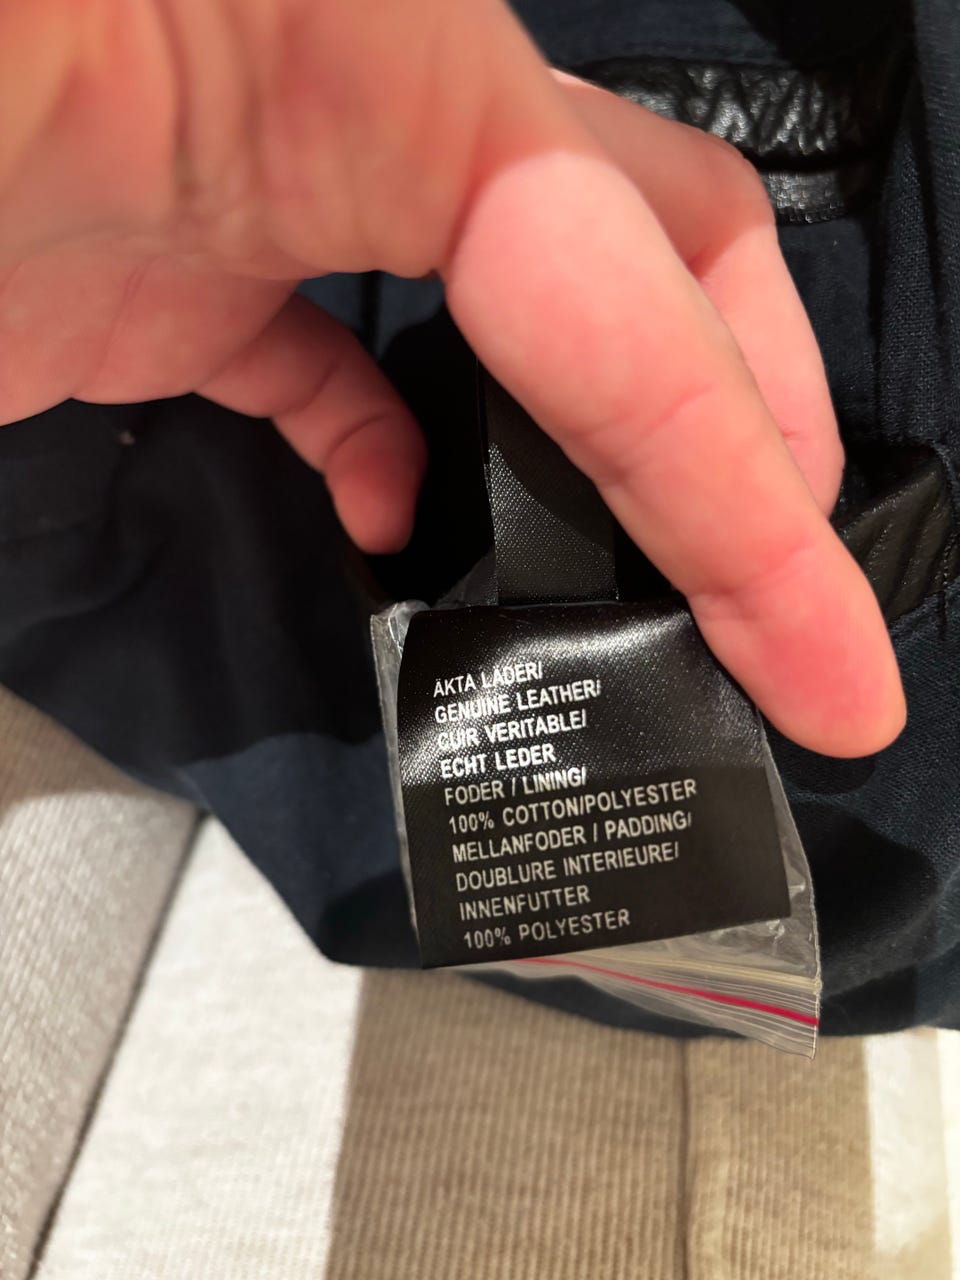 ÄKTA LÄDER/
GENUINE LEATHER/
CUIR VERITABLE/
ECHT LEDER
FODER / LINING/
100% COTTON/POLYESTER
MELLANFODER / PADDING/
DOUBLURE INTERIEURE/
INNENFUTTER
100% POLYESTER